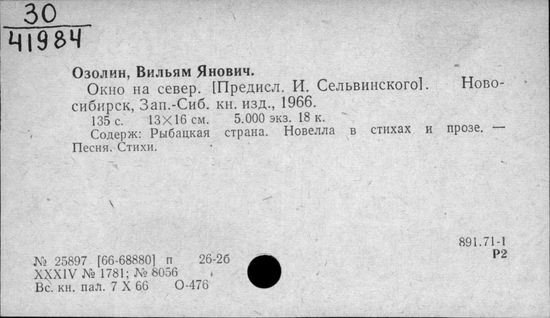 30
41984
Озолин, Вильям Янович.
Окно на север. [Предисл. И. Сельвинского]. Ново-
сибирск, Зап.-Сиб. кн. изд., 1966.
135 с. 13×16 см. 5.000 экз. 18 к.
Содерж: Рыбацкая страна. Новелла в стихах и прозе. —
Песня. Стихи.
891.71-1
Р2
№ 25897 [66-68880] п 26-2б
XXXIV № 1781; № 8056
Вс. кн. пал. 7 X 66 О-476